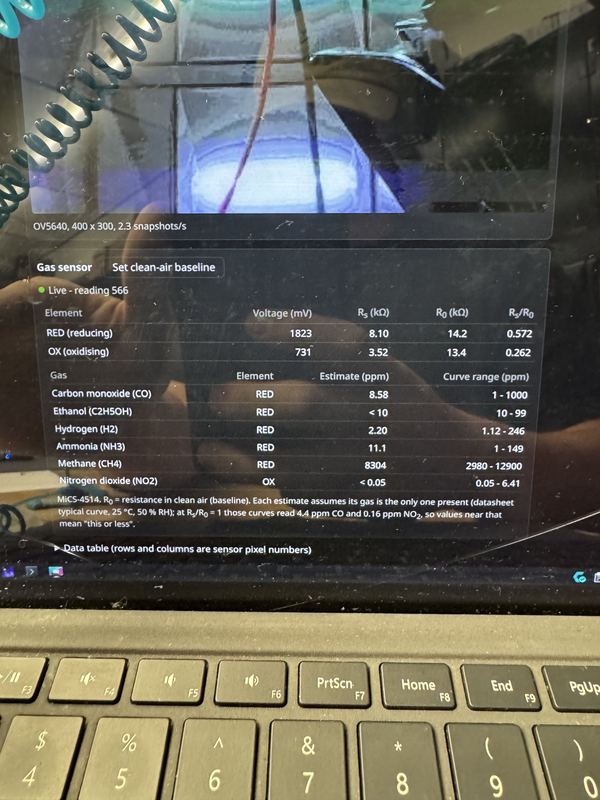 OV5640, 400 x 300, 2.3 snapshots/s
Gas sensor Set clean-air baseline
Live - reading 566
Element Voltage (mV) Rs (kΩ) R0 (kΩ) Rs/R0
RED (reducing) 1823 8.10 14.2 0.572
OX (oxidising) 731 3.52 13.4 0.262
Gas Element Estimate (ppm) Curve range (ppm)
Carbon monoxide (CO) RED 8.58 1 - 1000
Ethanol (C2H5OH) RED < 10 10 - 99
Hydrogen (H2) RED 2.20 1.12 - 246
Ammonia (NH3) RED 11.1 1 - 149
Methane (CH4) RED 8304 2980 - 12900
Nitrogen dioxide (NO2) OX < 0.05 0.05 - 6.41
MiCS-4514. R0 = resistance in clean air (baseline). Each estimate assumes its gas is the only one present (datasheet
typical curve, 25 °C, 50 % RH); at Rs/R0 = 1 those curves read 4.4 ppm CO and 0.16 ppm NO2, so values near that
mean "this or less".
▸ Data table (rows and columns are sensor pixel numbers)
F3 F4 F5 F6 PrtScn F7 Home F8 End F9 PgUp
$ % ^ & * ( )
4 5 6 7 8 9 0